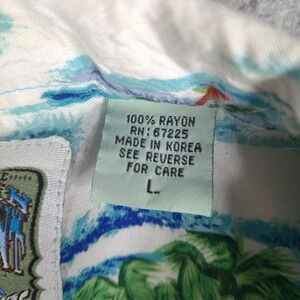 100% RAYON
RN: 67225
MADE IN KOREA
SEE REVERSE
FOR CARE
L